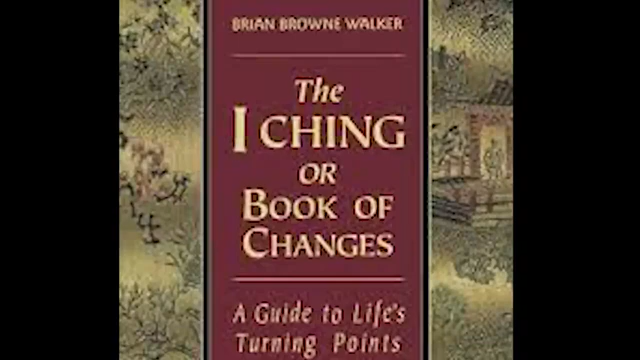 BRIAN BROWNE WALKER
The
I CHING
OR
BOOK OF
CHANGES
A Guide to Life's
Turning Points